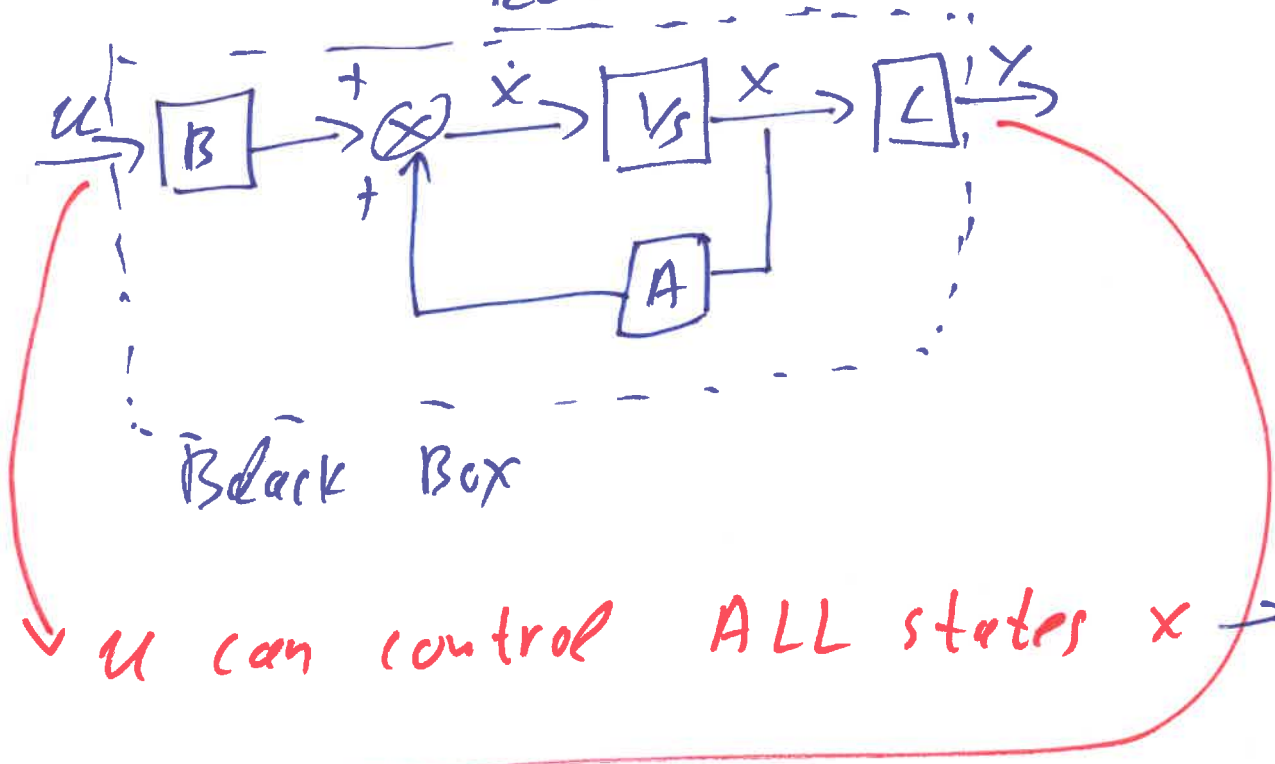 u B + + ẋ 1/s x C y
A
Black Box
u can control ALL states x →